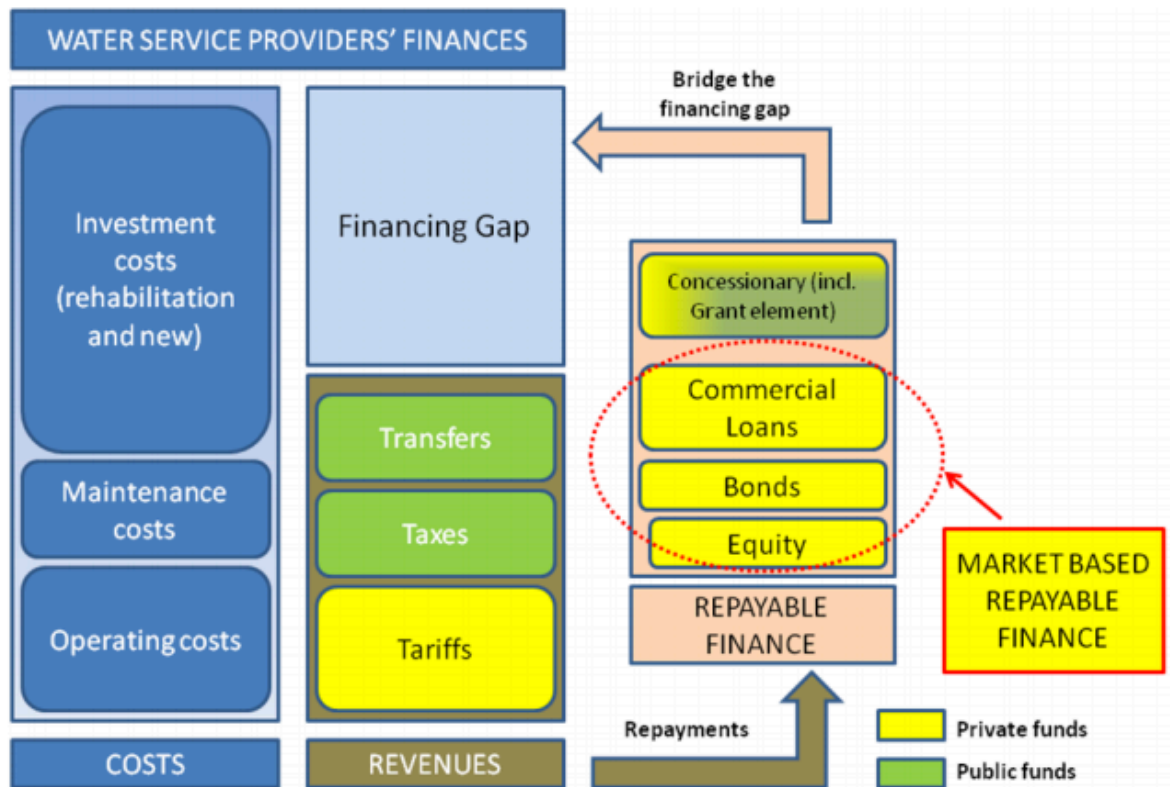 WATER SERVICE PROVIDERS' FINANCES
Investment
costs
(rehabilitation
and new)
Maintenance
costs
Operating costs
COSTS
Financing Gap
Transfers
Taxes
Tariffs
REVENUES
Bridge the
financing gap
Concessionary (incl.
Grant element)
Commercial
Loans
Bonds
Equity
REPAYABLE
FINANCE
Repayments
MARKET BASED
REPAYABLE
FINANCE
Private funds
Public funds